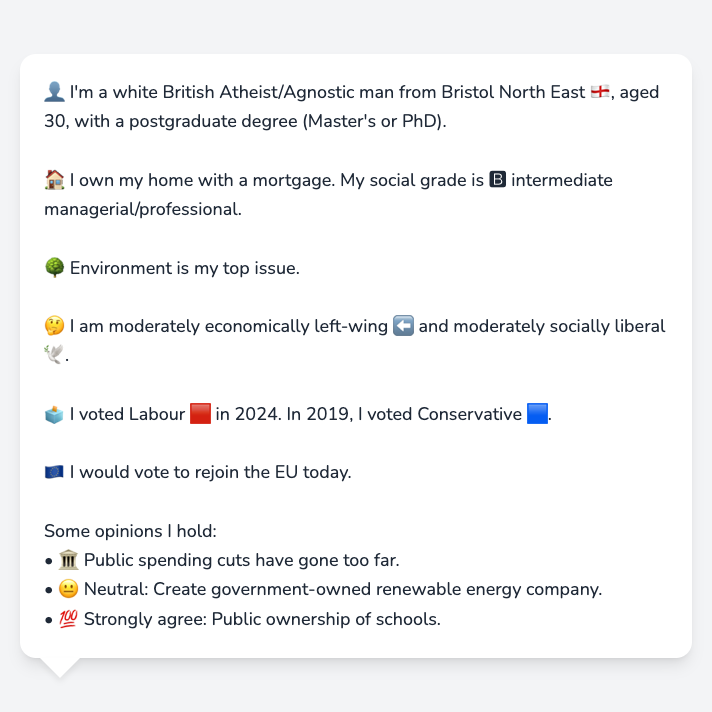 👤 I'm a white British Atheist/Agnostic man from Bristol North East 🏴󠁧󠁢󠁥󠁮󠁧󠁿, aged
30, with a postgraduate degree (Master's or PhD).
🏠 I own my home with a mortgage. My social grade is 🅱 intermediate
managerial/professional.
🌳 Environment is my top issue.
🤔 I am moderately economically left-wing ⬅️ and moderately socially liberal
🕊️.
🗳️ I voted Labour 🟥 in 2024. In 2019, I voted Conservative 🟦.
🇪🇺 I would vote to rejoin the EU today.
Some opinions I hold:
• 🏛️ Public spending cuts have gone too far.
• 😐 Neutral: Create government-owned renewable energy company.
• 💯 Strongly agree: Public ownership of schools.